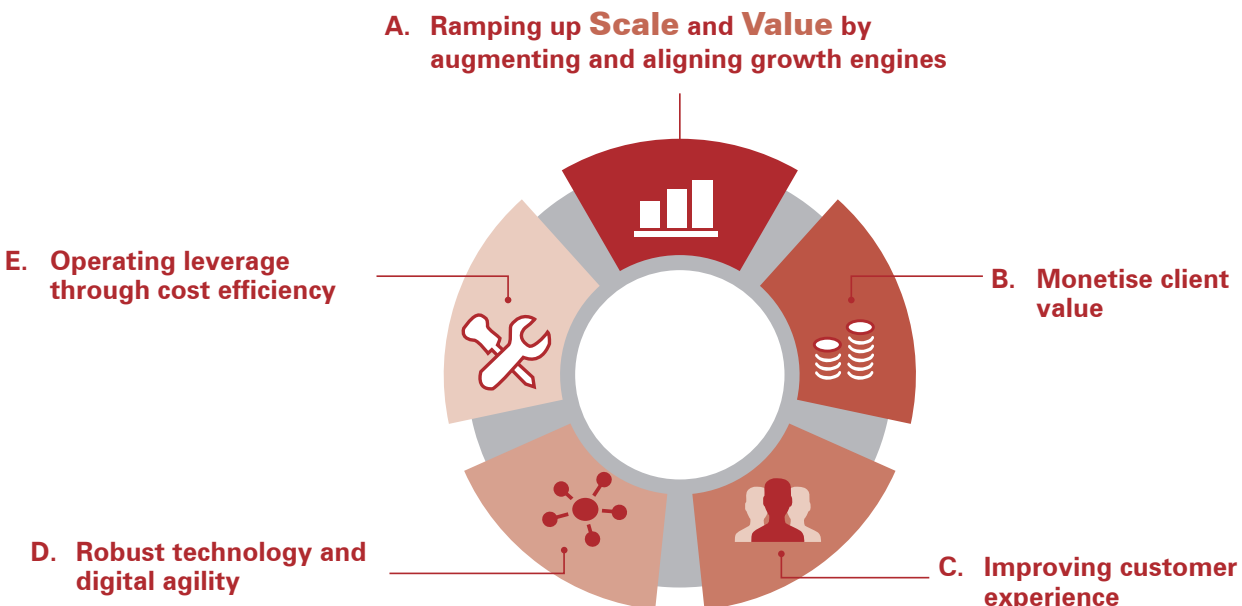 A. Ramping up Scale and Value by
augmenting and aligning growth engines
B. Monetise client
value
C. Improving customer
experience
D. Robust technology and
digital agility
E. Operating leverage
through cost efficiency